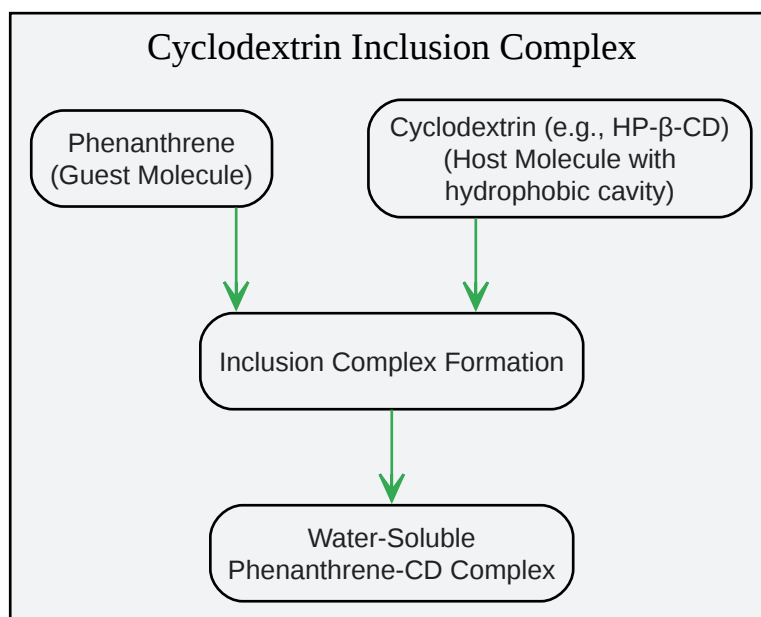 Cyclodextrin Inclusion Complex
Phenanthrene
(Guest Molecule)
Cyclodextrin (e.g., HP-β-CD)
(Host Molecule with
hydrophobic cavity)
Inclusion Complex Formation
Water-Soluble
Phenanthrene-CD Complex